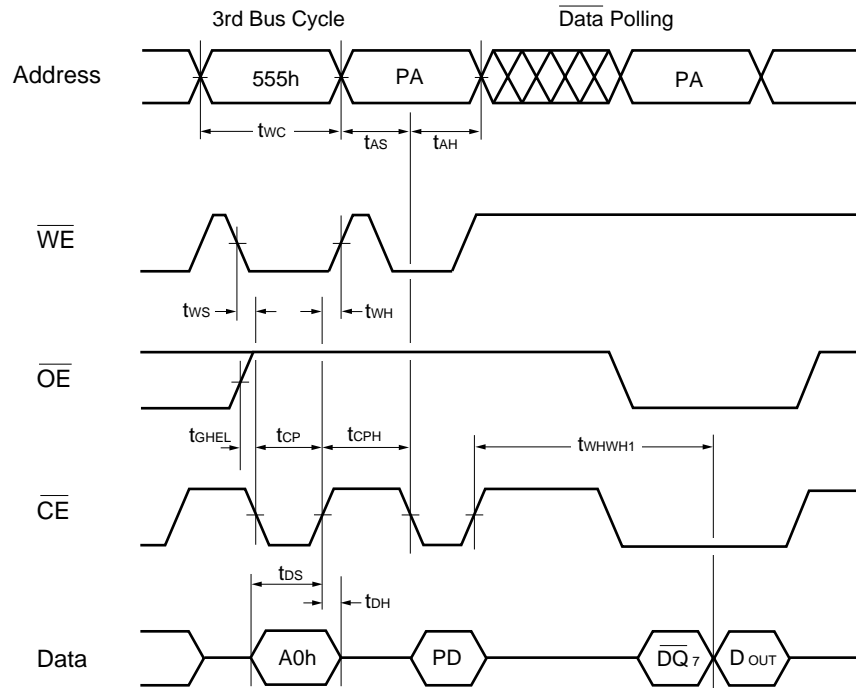 3rd Bus Cycle
Data Polling
Address
555h
PA
PA
tWC
tAS
tAH
WE
tWS
tWH
OE
tGHEL
tCP
tCPH
tWHWH1
CE
tDS
tDH
Data
A0h
PD
DQ7
DOUT